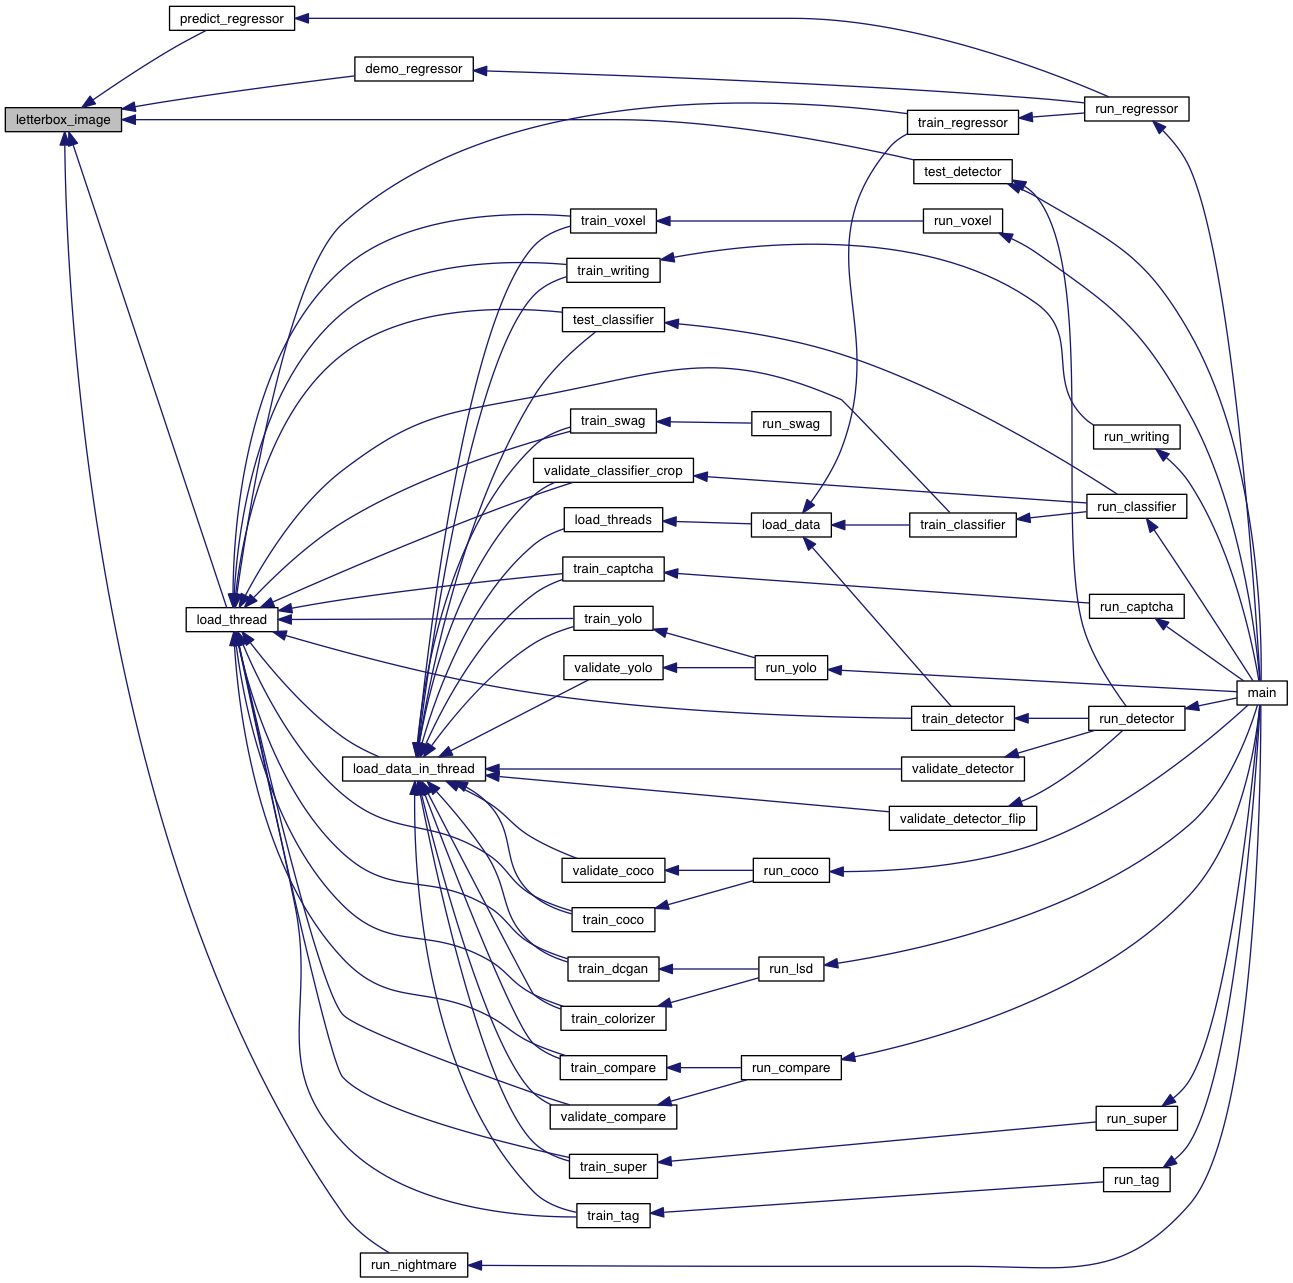 predict_regressor
demo_regressor
letterbox_image
run_regressor
train_regressor
test_detector
train_voxel
run_voxel
train_writing
test_classifier
train_swag
run_swag
run_writing
validate_classifier_crop
run_classifier
load_threads
load_data
train_classifier
train_captcha
run_captcha
load_thread
train_yolo
validate_yolo
run_yolo
main
train_detector
run_detector
load_data_in_thread
validate_detector
validate_detector_flip
validate_coco
run_coco
train_coco
train_dcgan
run_lsd
train_colorizer
train_compare
run_compare
validate_compare
run_super
train_super
run_tag
train_tag
run_nightmare